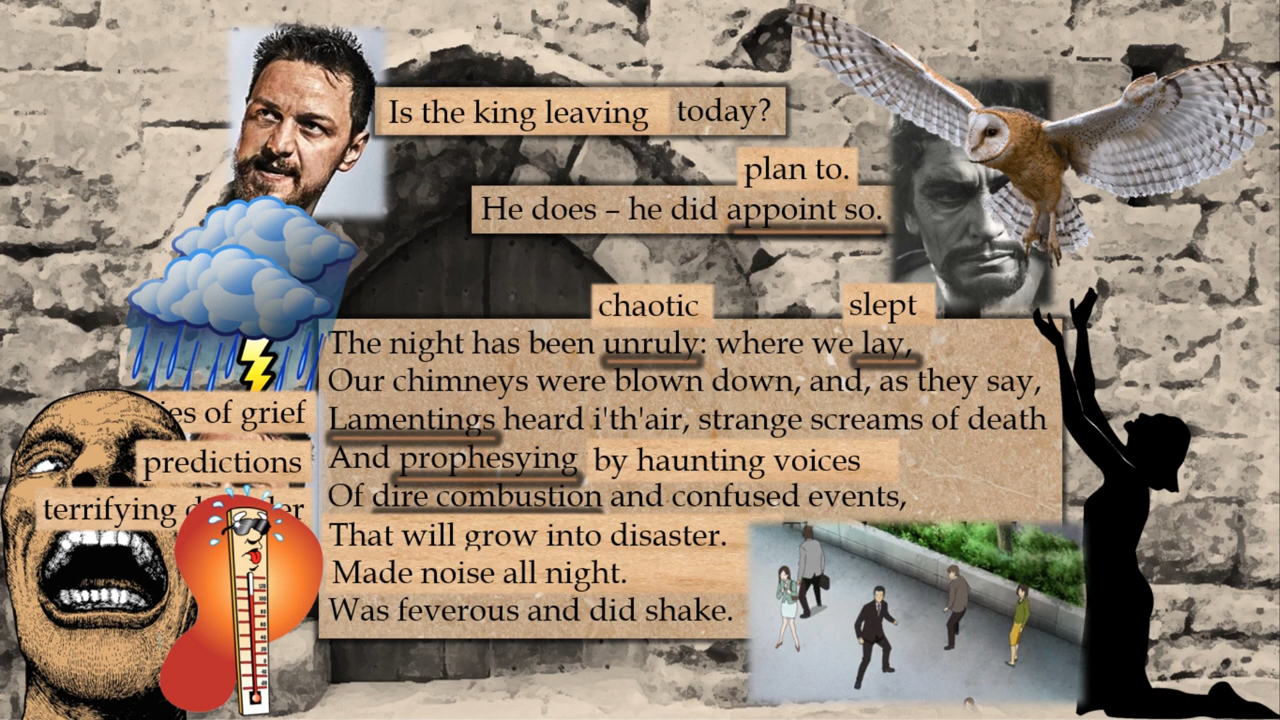 Is the king leaving today?
plan to.
He does – he did appoint so.
chaotic slept
The night has been unruly: where we lay,
Our chimneys were blown down, and, as they say,
Lamentings heard i'th'air, strange screams of death
And prophesying by haunting voices
Of dire combustion and confused events,
That will grow into disaster.
Made noise all night.
Was feverous and did shake.
of grief
predictions
terrifying